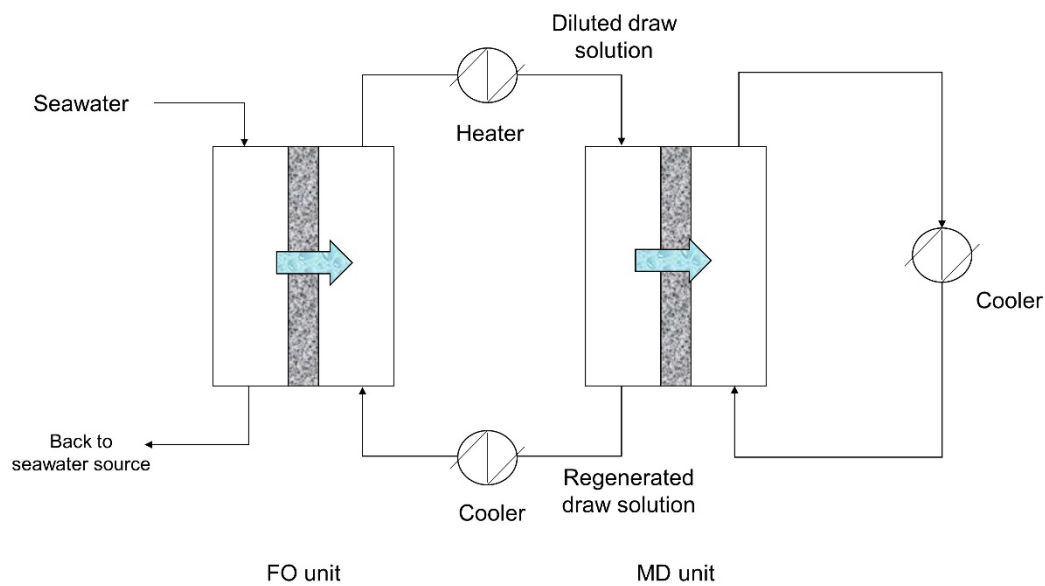 Diluted draw
solution
Seawater
Heater
Cooler
Back to
seawater source
Regenerated
draw solution
Cooler
FO unit
MD unit